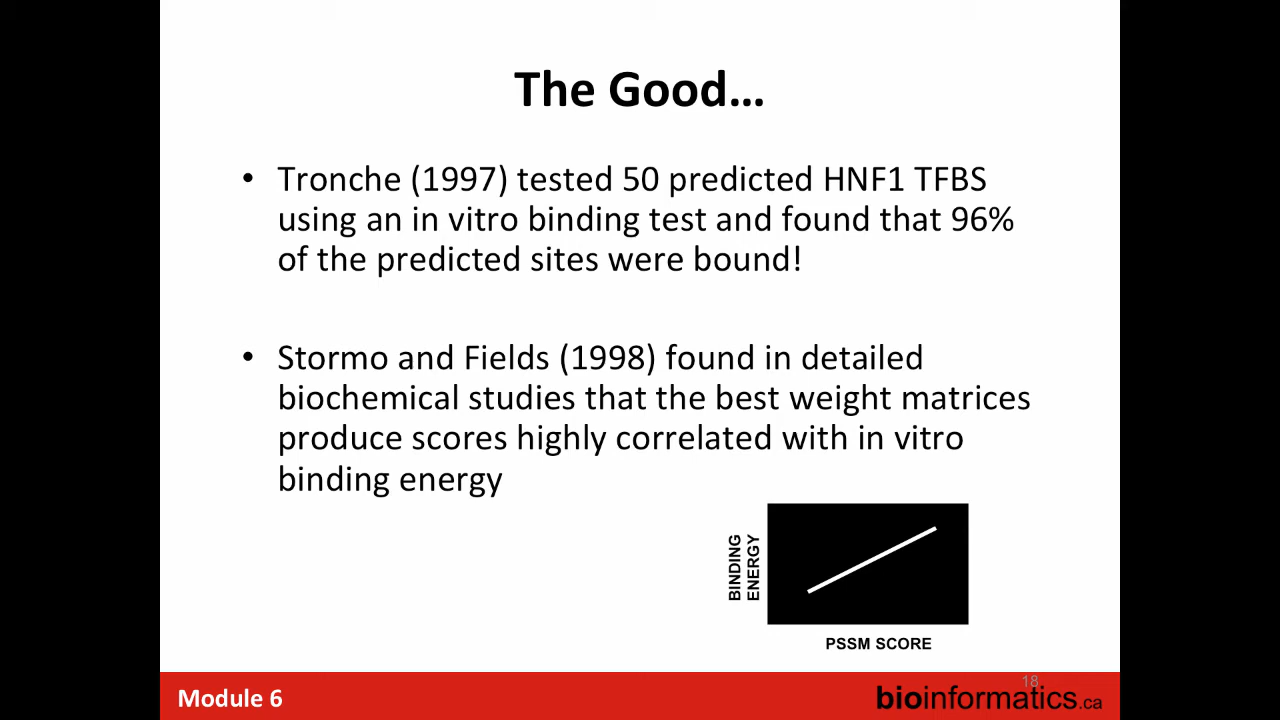 The Good…
• Tronche (1997) tested 50 predicted HNF1 TFBS
using an in vitro binding test and found that 96%
of the predicted sites were bound!
• Stormo and Fields (1998) found in detailed
biochemical studies that the best weight matrices
produce scores highly correlated with in vitro
binding energy
BINDING
ENERGY
PSSM SCORE
Module 6
18
bioinformatics.ca